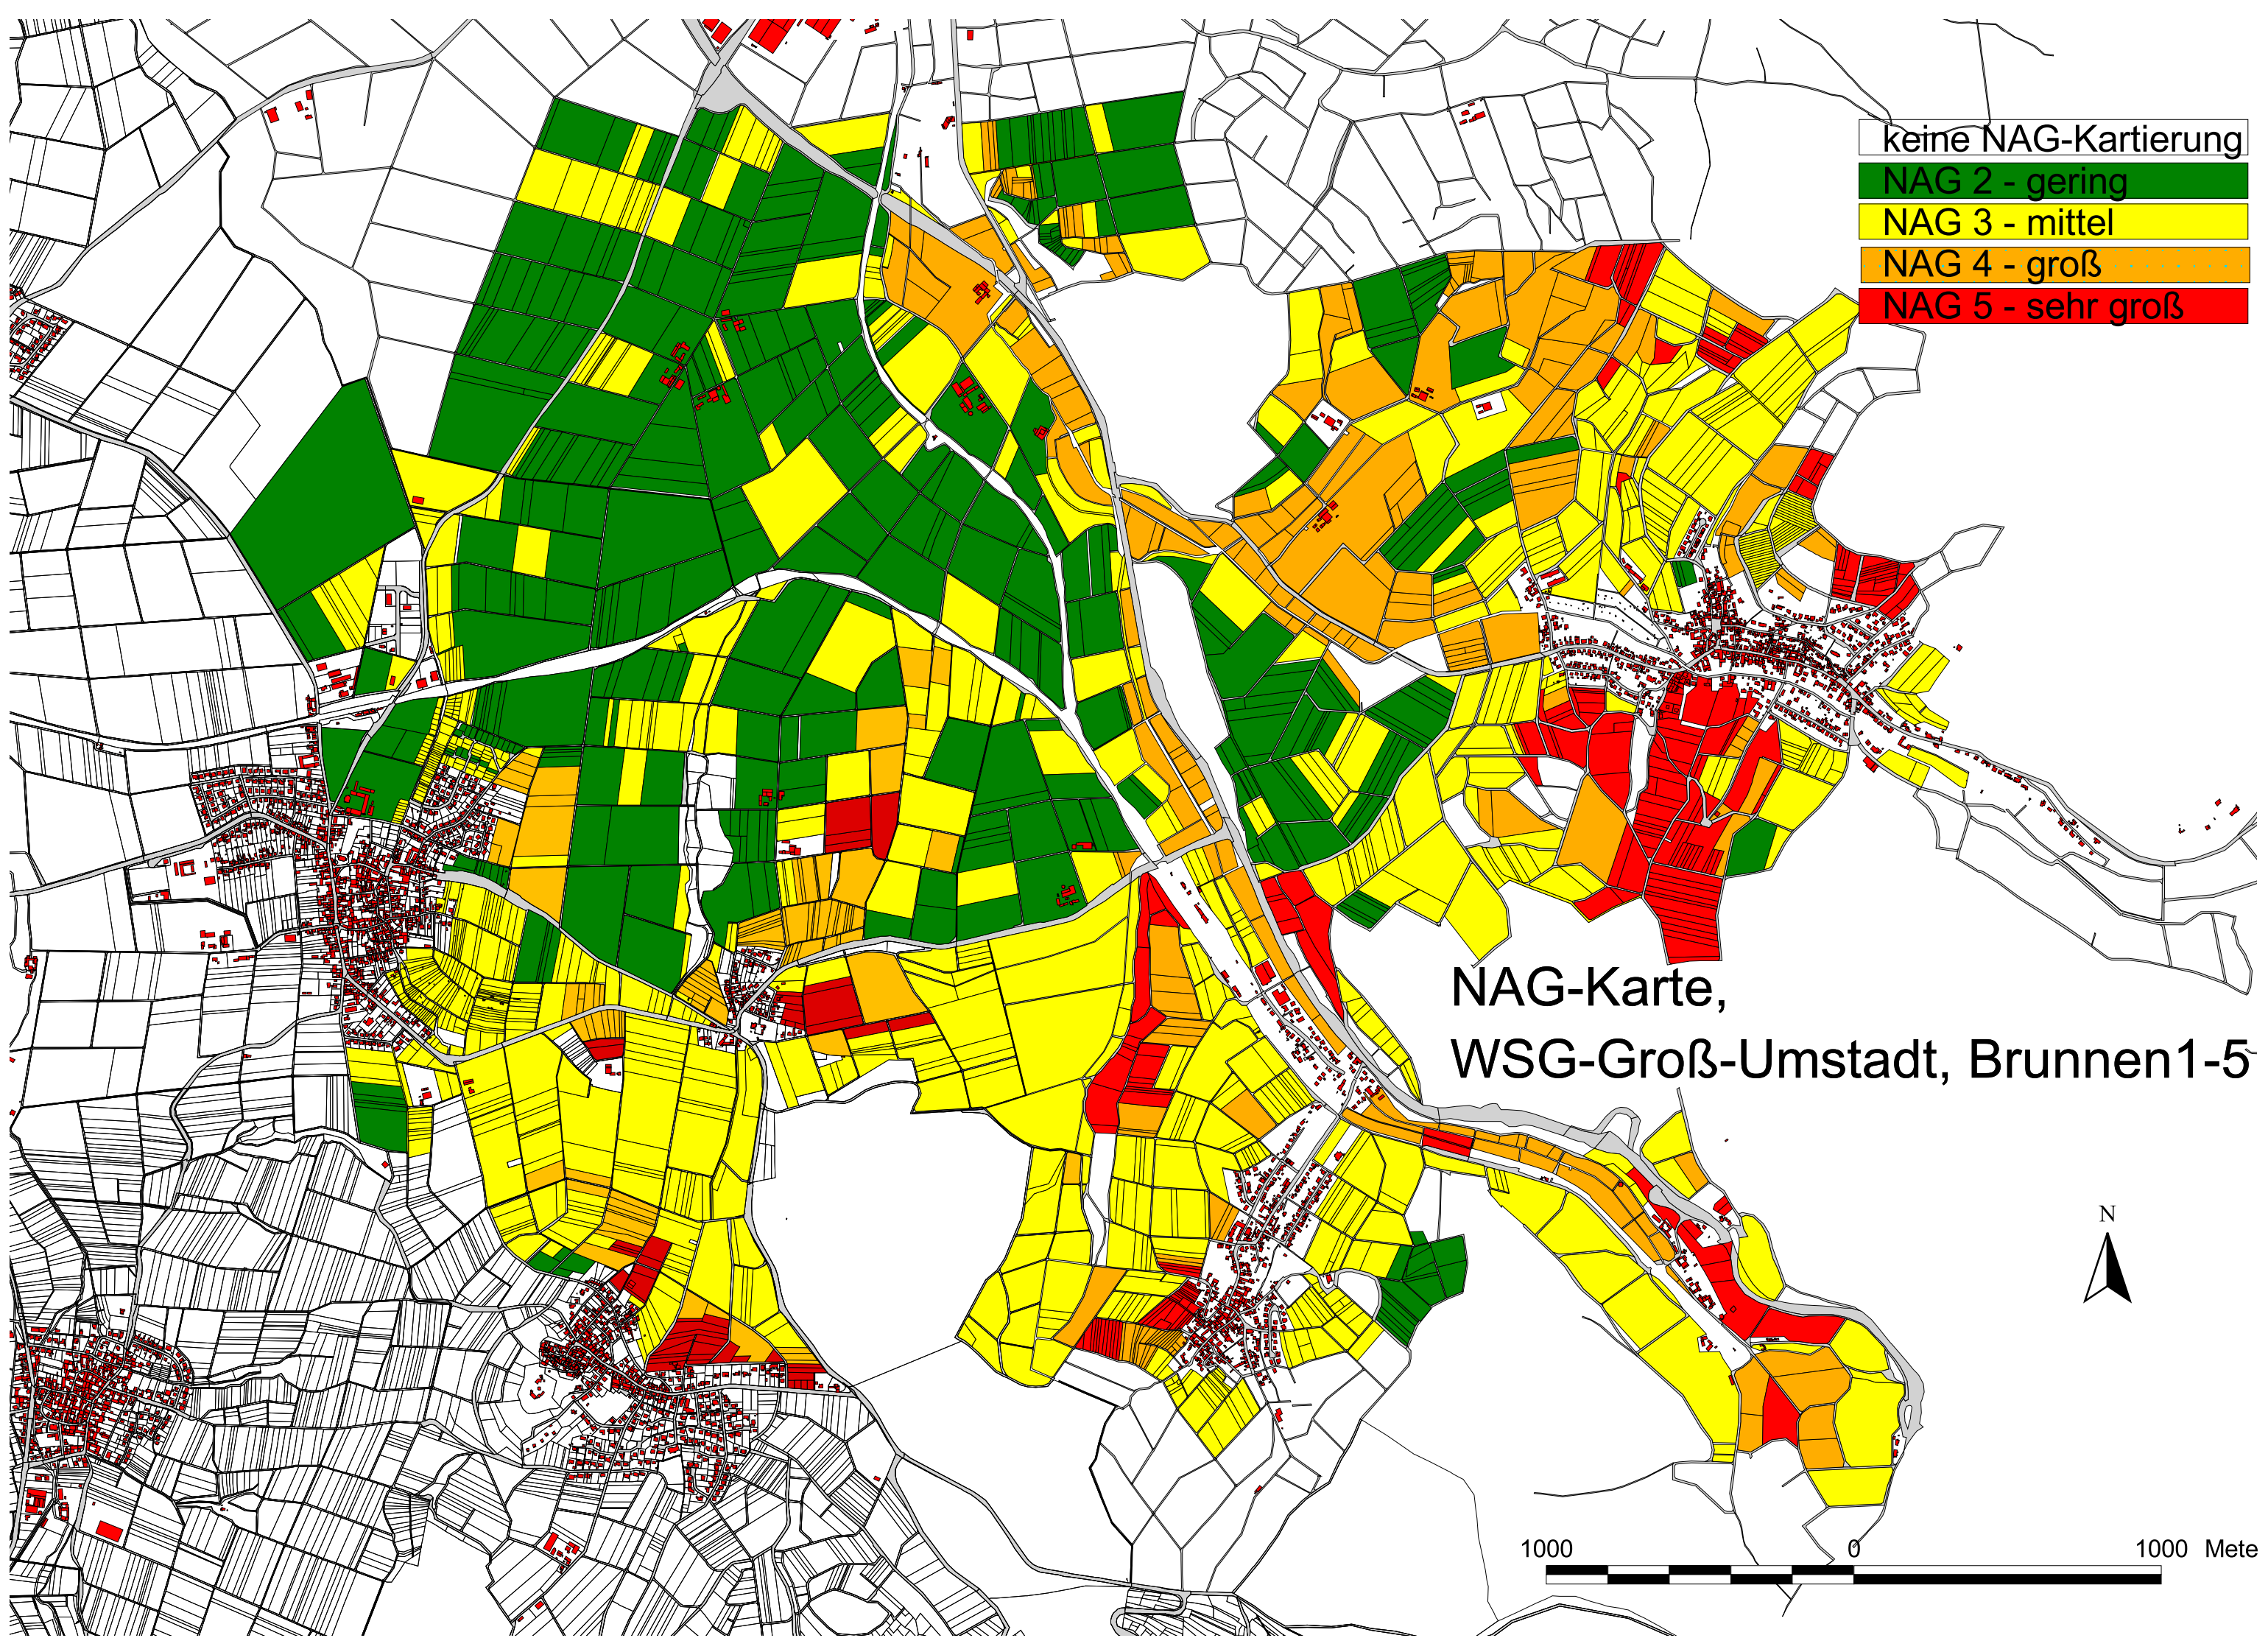 keine NAG-Kartierung
NAG 2 - gering
NAG 3 - mittel
NAG 4 - groß
NAG 5 - sehr groß
NAG-Karte,
WSG-Groß-Umstadt, Brunnen1-5
N
1000 0 1000 Mete